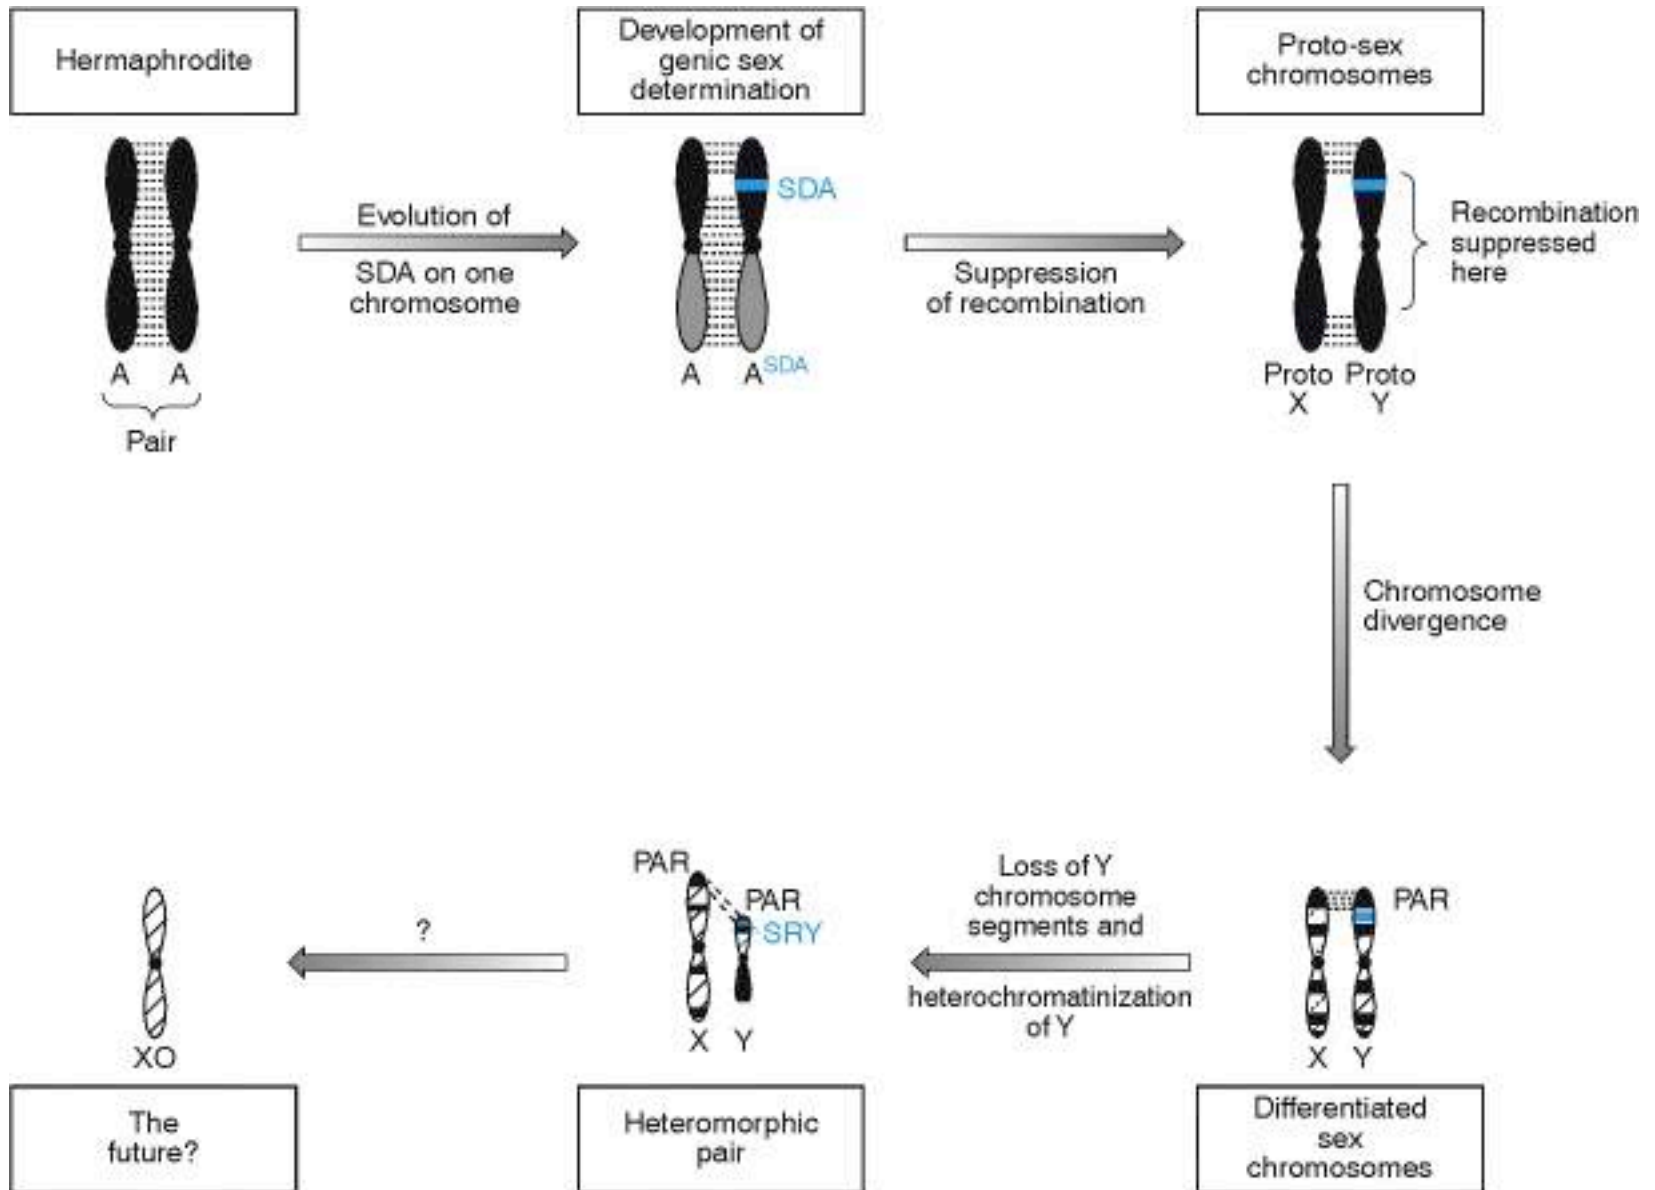 Hermaphrodite
A A
Pair
Evolution of
SDA on one
chromosome
Development of
genic sex
determination
SDA
A A SDA
Suppression
of recombination
Proto-sex
chromosomes
Recombination
suppressed
here
Proto Proto
X Y
Chromosome
divergence
PAR
X Y
Differentiated
sex
chromosomes
Loss of Y
chromosome
segments and
heterochromatinization
of Y
PAR
PAR
SRY
X Y
Heteromorphic
pair
?
XO
The
future?